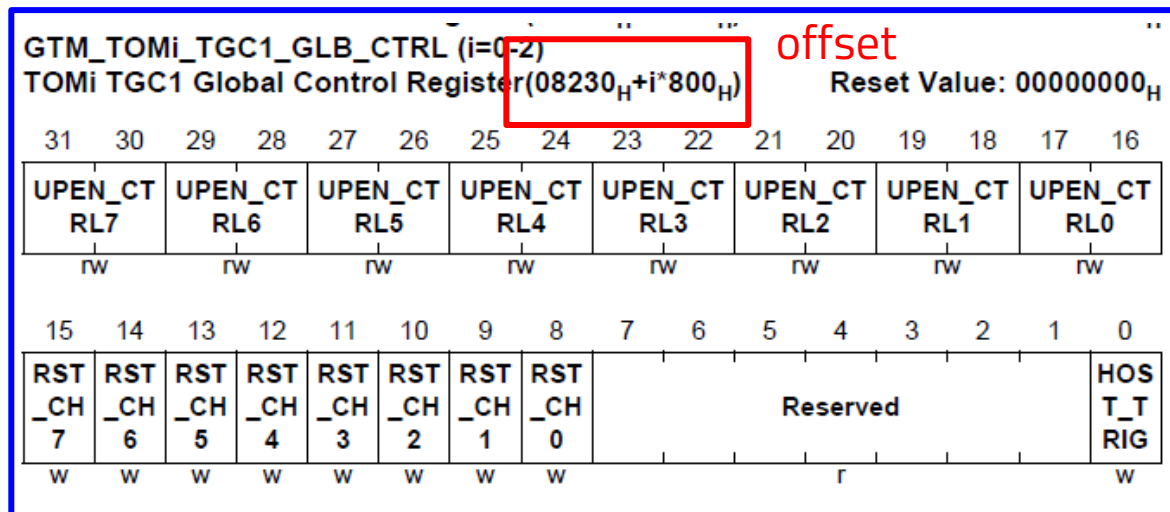 GTM_TOMi_TGC1_GLB_CTRL (i=0-2)
offset
TOMi TGC1 Global Control Register(08230H+i*800H) Reset Value: 00000000H
31 30 29 28 27 26 25 24 23 22 21 20 19 18 17 16
UPEN_CT UPEN_CT UPEN_CT UPEN_CT UPEN_CT UPEN_CT UPEN_CT UPEN_CT
RL7 RL6 RL5 RL4 RL3 RL2 RL1 RL0
rw rw rw rw rw rw rw rw
15 14 13 12 11 10 9 8 7 6 5 4 3 2 1 0
RST RST RST RST RST RST RST RST HOS
_CH _CH _CH _CH _CH _CH _CH _CH Reserved T_T
7 6 5 4 3 2 1 0 RIG
w w w w w w w w r w